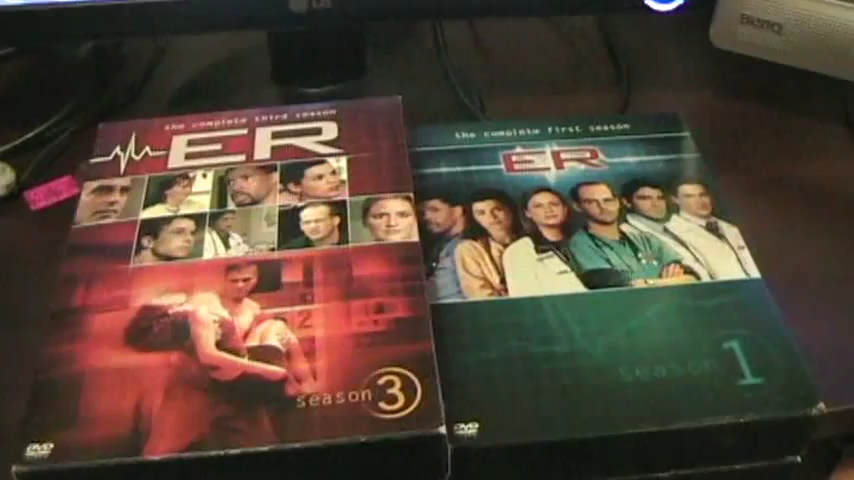 LG
BENQ
the complete third season
ER
season 3
DVD
the complete first season
ER
season 1
DVD